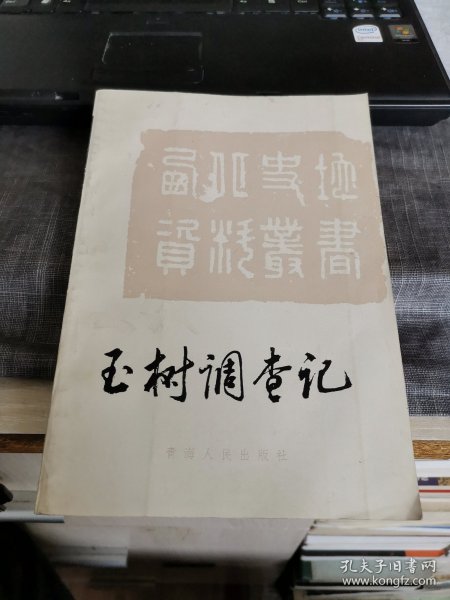 西北史地
資料叢書
玉树调查记
青海人民出版社
孔夫子旧书网
www.kongfz.com